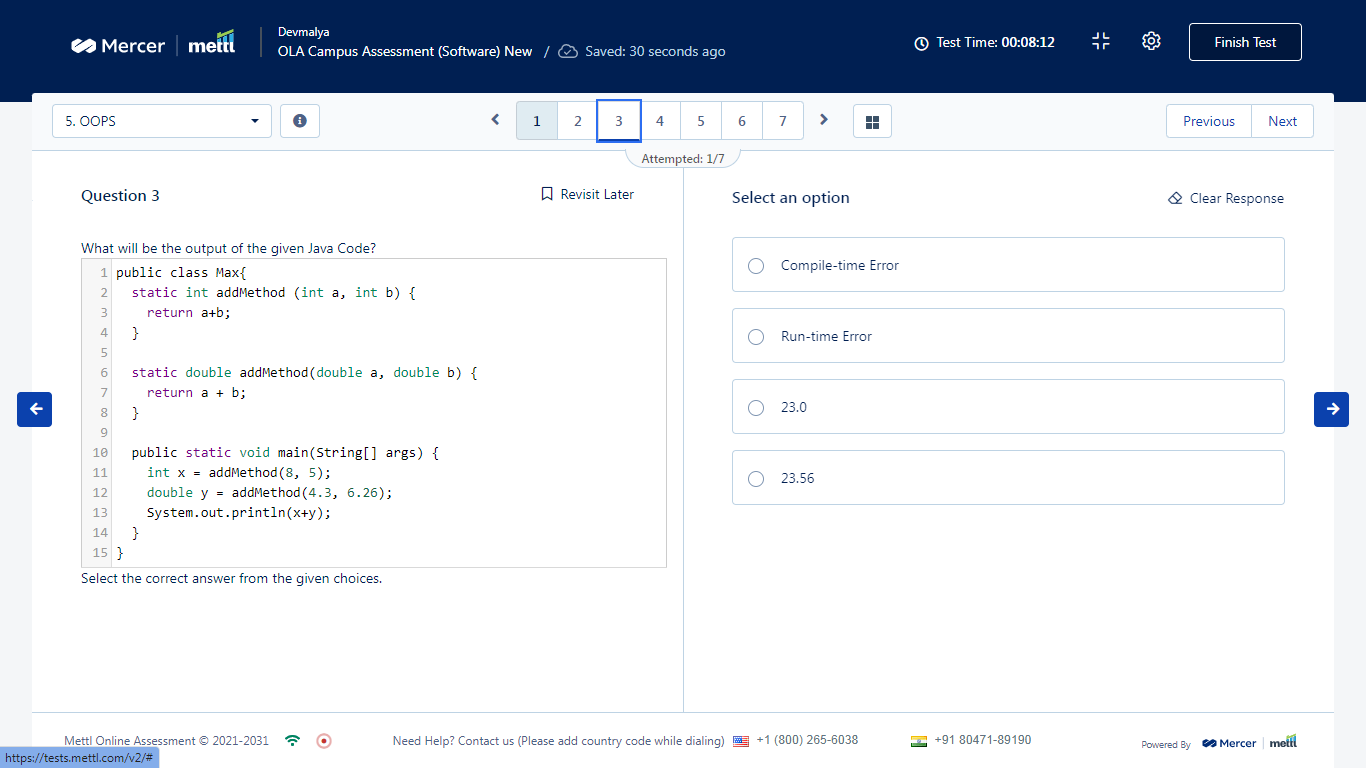 Mercer mettl
Devmalya
OLA Campus Assessment (Software) New / Saved: 30 seconds ago
Test Time: 00:08:12
Finish Test
5. OOPS
1 2 3 4 5 6 7
Previous Next
Attempted: 1/7
Question 3
Revisit Later
What will be the output of the given Java Code?
1 public class Max{
2 static int addMethod (int a, int b) {
3 return a+b;
4 }
5
6 static double addMethod(double a, double b) {
7 return a + b;
8 }
9
10 public static void main(String[] args) {
11 int x = addMethod(8, 5);
12 double y = addMethod(4.3, 6.26);
13 System.out.println(x+y);
14 }
15 }
Select the correct answer from the given choices.
Select an option
Clear Response
Compile-time Error
Run-time Error
23.0
23.56
Mettl Online Assessment © 2021-2031
Need Help? Contact us (Please add country code while dialing) +1 (800) 265-6038 +91 80471-89190
Powered By Mercer mettl
https://tests.mettl.com/v2/#